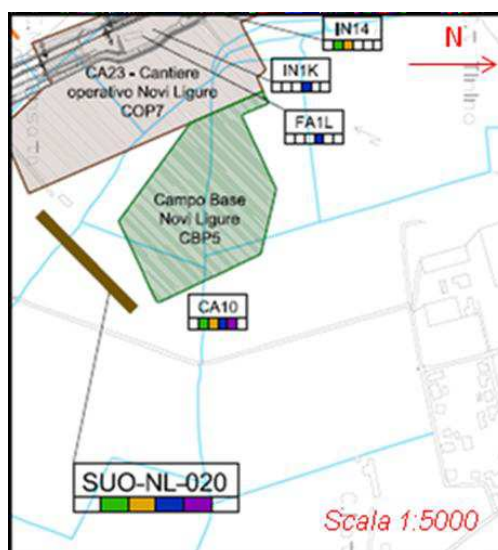 IN14
N
CA23 - Cantiere
operativo Novi Ligure
COP7
IN1K
FA1L
Campo Base
Novi Ligure
CBP5
CA10
SUO-NL-020
Scala 1:5000